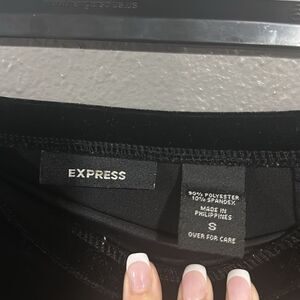 EXPRESS
90% POLYESTER
10% SPANDEX
MADE IN
PHILIPPINES
S
OVER FOR CARE